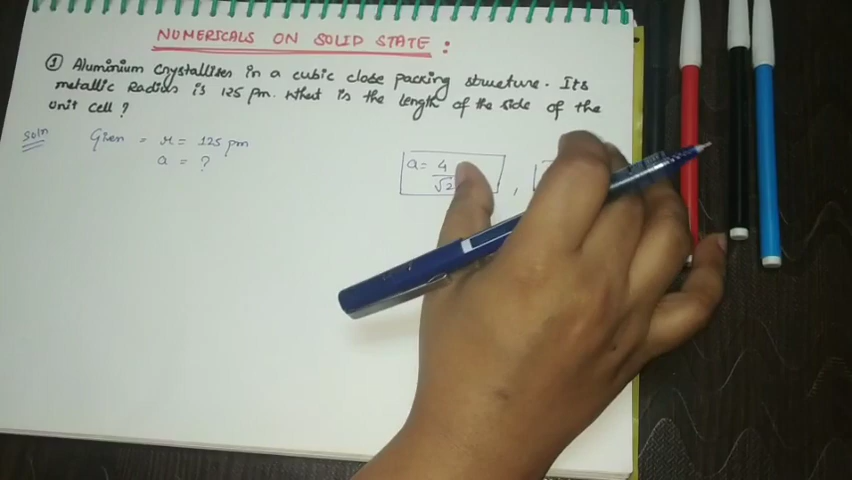 NUMERICALS ON SOLID STATE :
① Aluminium Crystallises in a cubic close packing structure. Its
metallic Radius is 125 pm. What is the length of the side of the
Unit cell ?
Soln Given = r = 125 pm
a = ?
a = 4
√2
,